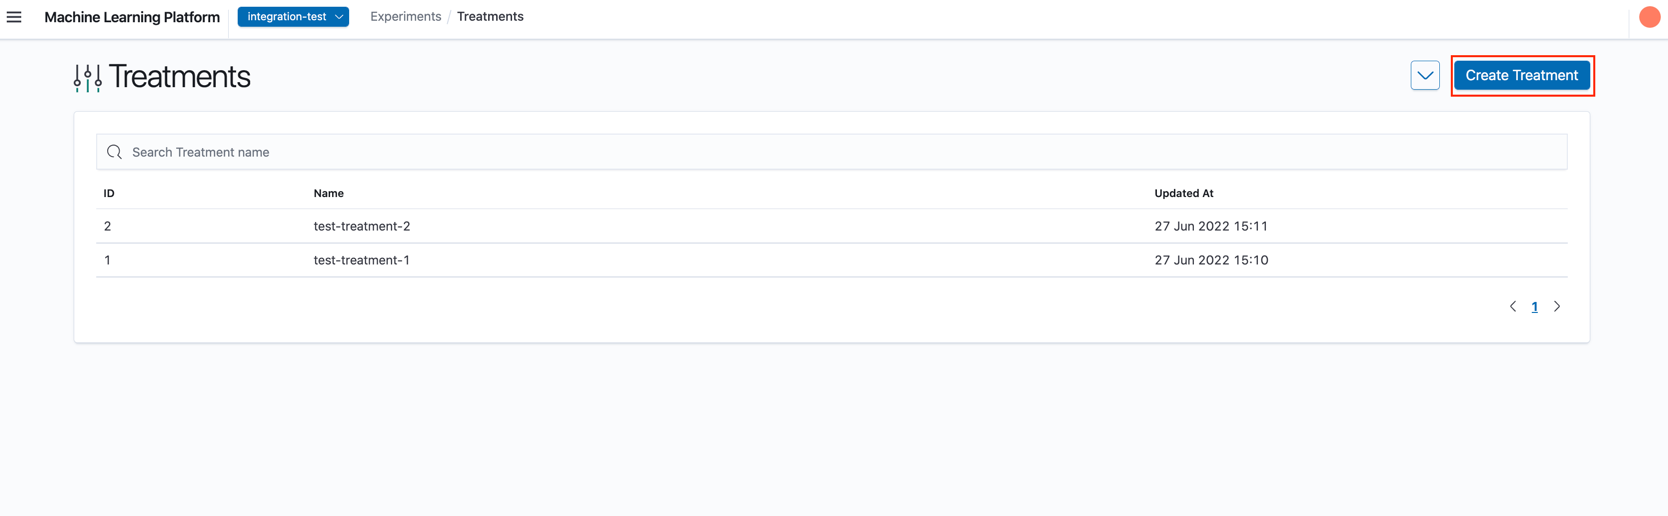 Machine Learning Platform integration-test Experiments / Treatments
Treatments Create Treatment
Search Treatment name
ID Name Updated At
2 test-treatment-2 27 Jun 2022 15:11
1 test-treatment-1 27 Jun 2022 15:10
1